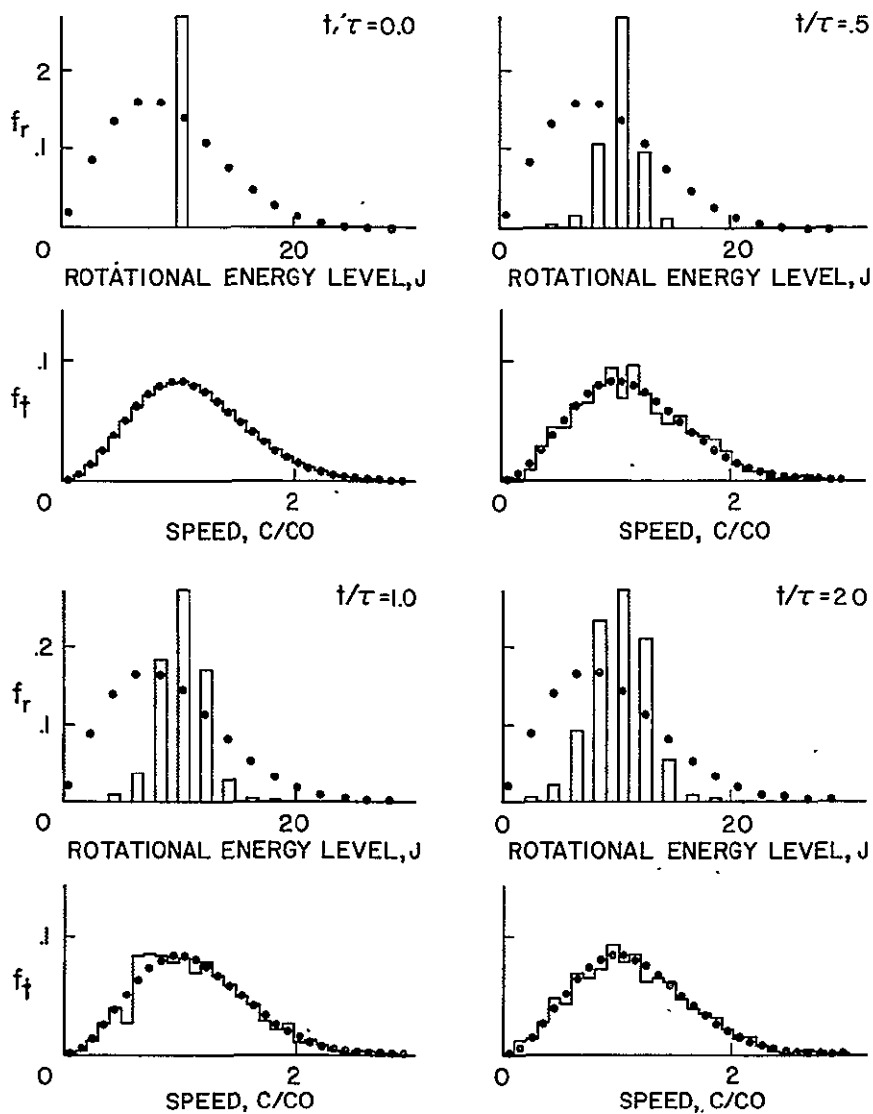 t/τ = 0.0
2
f_r
.1
0
20
ROTATIONAL ENERGY LEVEL, J
t/τ = .5
20
ROTATIONAL ENERGY LEVEL, J
.1
f_t
0
2
SPEED, C/CO
0
2
SPEED, C/CO
t/τ = 1.0
.2
f_r
.1
0
20
ROTATIONAL ENERGY LEVEL, J
t/τ = 2.0
0
20
ROTATIONAL ENERGY LEVEL, J
.1
f_t
0
2
SPEED, C/CO
0
2
SPEED, C/CO